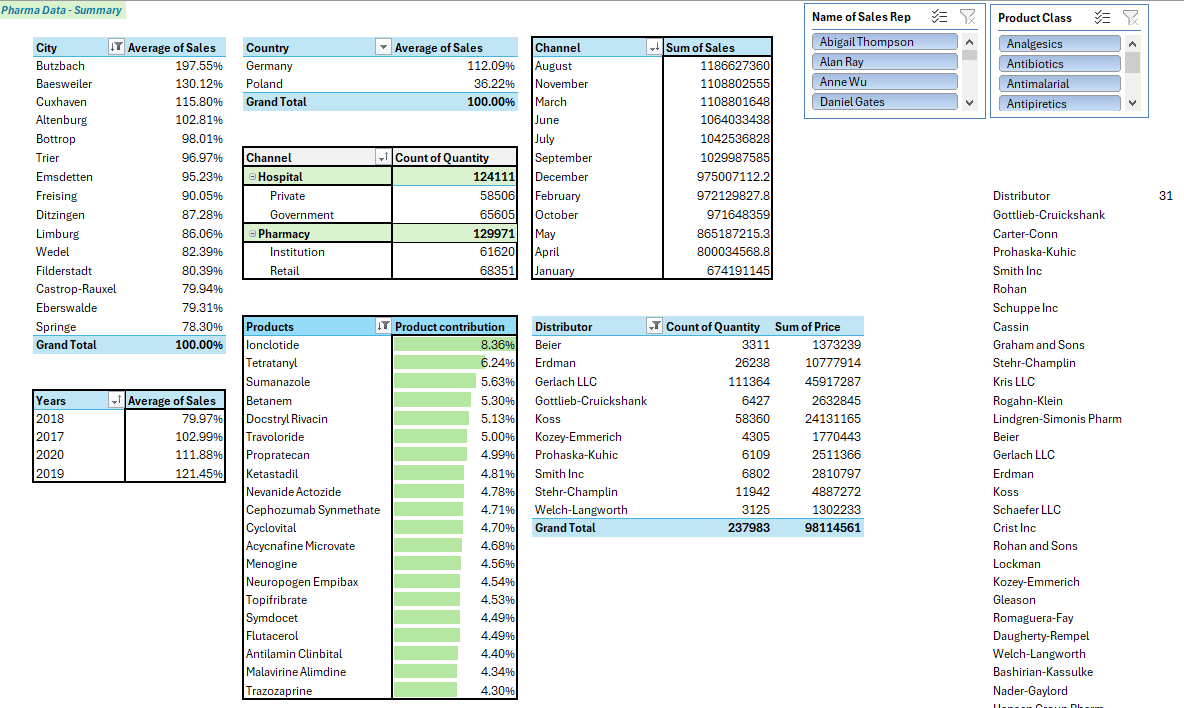 Pharma Data - Summary
Name of Sales Rep
Abigail Thompson
Alan Ray
Anne Wu
Daniel Gates
Product Class
Analgesics
Antibiotics
Antimalarial
Antipiretics
City Average of Sales
Butzbach 197.55%
Baesweiler 130.12%
Cuxhaven 115.80%
Altenburg 102.81%
Bottrop 98.01%
Trier 96.97%
Emsdetten 95.23%
Freising 90.05%
Ditzingen 87.28%
Limburg 86.06%
Wedel 82.39%
Filderstadt 80.39%
Castrop-Rauxel 79.94%
Eberswalde 79.31%
Springe 78.30%
Grand Total 100.00%
Years Average of Sales
2018 79.97%
2017 102.99%
2020 111.88%
2019 121.45%
Country Average of Sales
Germany 112.09%
Poland 36.22%
Grand Total 100.00%
Channel Count of Quantity
Hospital 124111
Private 58506
Government 65605
Pharmacy 129971
Institution 61620
Retail 68351
Products Product contribution
Ionclotide 8.36%
Tetratanyl 6.24%
Sumanazole 5.63%
Betanem 5.30%
Docstryl Rivacin 5.13%
Travoloride 5.00%
Propratecan 4.99%
Ketastadil 4.81%
Nevanide Actozide 4.78%
Cephozumab Synmethate 4.71%
Cyclovital 4.70%
Acycnafine Microvate 4.68%
Menogine 4.56%
Neuropogen Empibax 4.54%
Topifribrate 4.53%
Symdocet 4.49%
Flutacerol 4.49%
Antilamin Clinbital 4.40%
Malavirine Alimdine 4.34%
Trazozaprine 4.30%
Channel Sum of Sales
August 1186627360
November 1108802555
March 1108801648
June 1064033438
July 1042536828
September 1029987585
December 975007112.2
February 972129827.8
October 971648359
May 865187215.3
April 800034568.8
January 674191145
Distributor Count of Quantity Sum of Price
Beier 3311 1373239
Erdman 26238 10777914
Gerlach LLC 111364 45917287
Gottlieb-Cruickshank 6427 2632845
Koss 58360 24131165
Kozey-Emmerich 4305 1770443
Prohaska-Kuhic 6109 2511366
Smith Inc 6802 2810797
Stehr-Champlin 11942 4887272
Welch-Langworth 3125 1302233
Grand Total 237983 98114561
Distributor 31
Gottlieb-Cruickshank
Carter-Conn
Prohaska-Kuhic
Smith Inc
Rohan
Schuppe Inc
Cassin
Graham and Sons
Stehr-Champlin
Kris LLC
Rogahn-Klein
Lindgren-Simonis Pharm
Beier
Gerlach LLC
Erdman
Koss
Schaefer LLC
Crist Inc
Rohan and Sons
Lockman
Kozey-Emmerich
Gleason
Romaguera-Fay
Daugherty-Rempel
Welch-Langworth
Bashirian-Kassulke
Nader-Gaylord